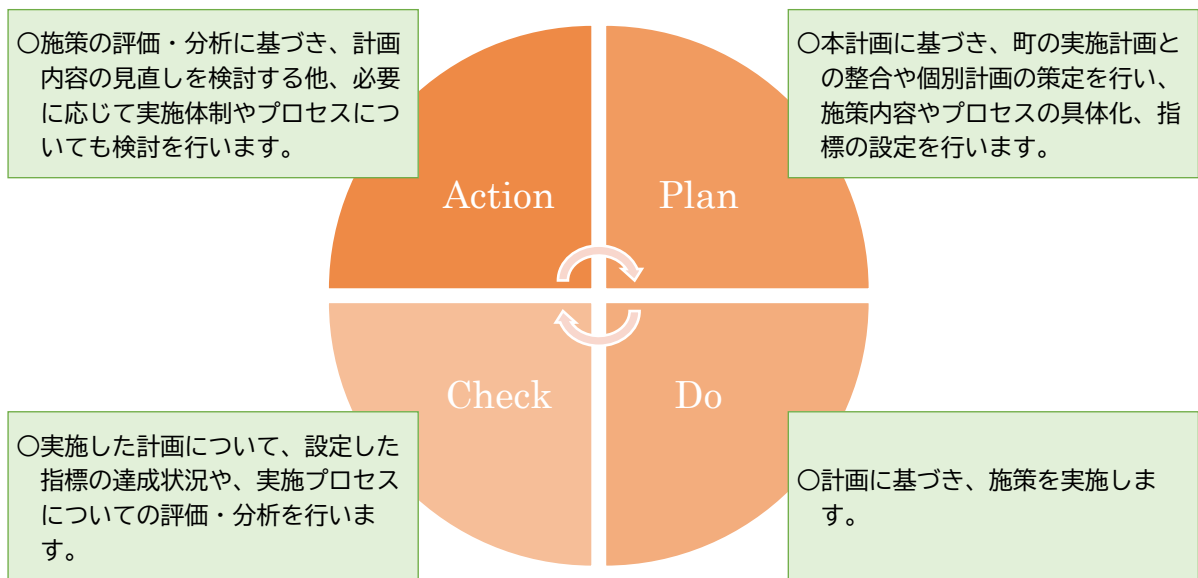 〇施策の評価・分析に基づき、計画
内容の見直しを検討する他、必要
に応じて実施体制やプロセスにつ
いても検討を行います。
〇本計画に基づき、町の実施計画と
の整合や個別計画の策定を行い、
施策内容やプロセスの具体化、指
標の設定を行います。
Action
Plan
Check
Do
〇実施した計画について、設定した
指標の達成状況や、実施プロセス
についての評価・分析を行いま
す。
〇計画に基づき、施策を実施しま
す。